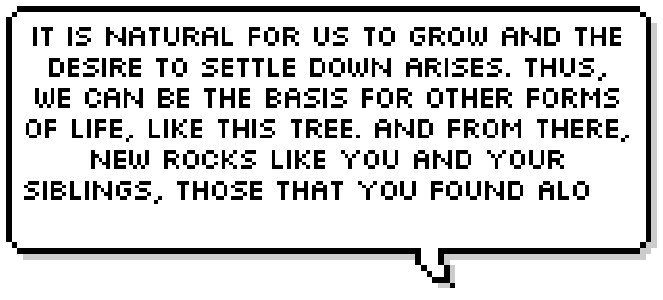 IT IS NATURAL FOR US TO GROW AND THE
DESIRE TO SETTLE DOWN ARISES. THUS,
WE CAN BE THE BASIS FOR OTHER FORMS
OF LIFE, LIKE THIS TREE. AND FROM THERE,
NEW ROCKS LIKE YOU AND YOUR
SIBLINGS, THOSE THAT YOU FOUND ALO